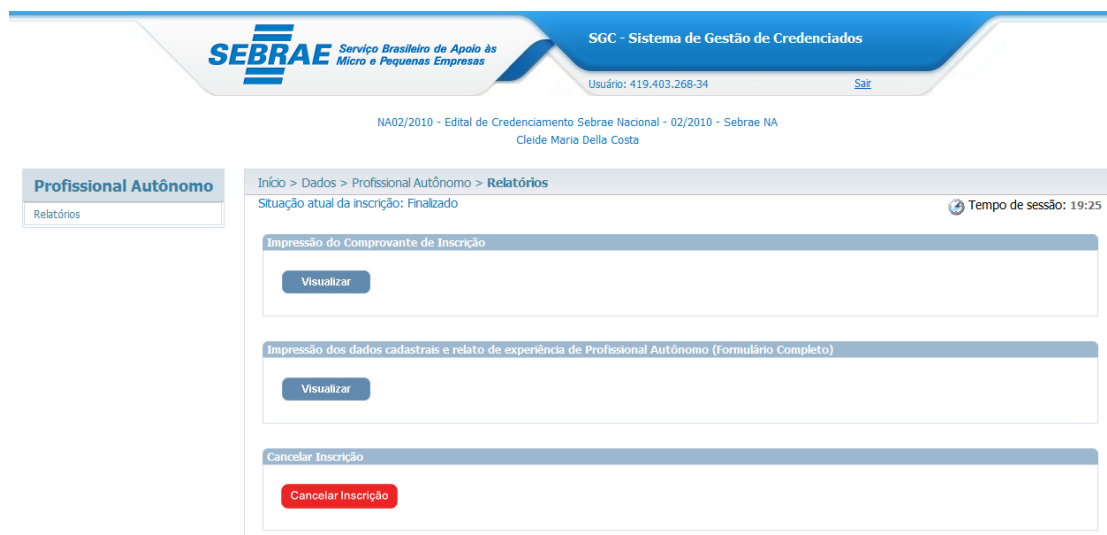 SEBRAE
Serviço Brasileiro de Apoio às
Micro e Pequenas Empresas
SGC - Sistema de Gestão de Credenciados
Usuário: 419.403.268-34 Sair
NA02/2010 - Edital de Credenciamento Sebrae Nacional - 02/2010 - Sebrae NA
Cleide Maria Della Costa
Profissional Autônomo
Relatórios
Início > Dados > Profissional Autônomo > Relatórios
Situação atual da inscrição: Finalizado
Tempo de sessão: 19:25
Impressão do Comprovante de Inscrição
Visualizar
Impressão dos dados cadastrais e relato de experiência de Profissional Autônomo (Formulário Completo)
Visualizar
Cancelar Inscrição
Cancelar Inscrição